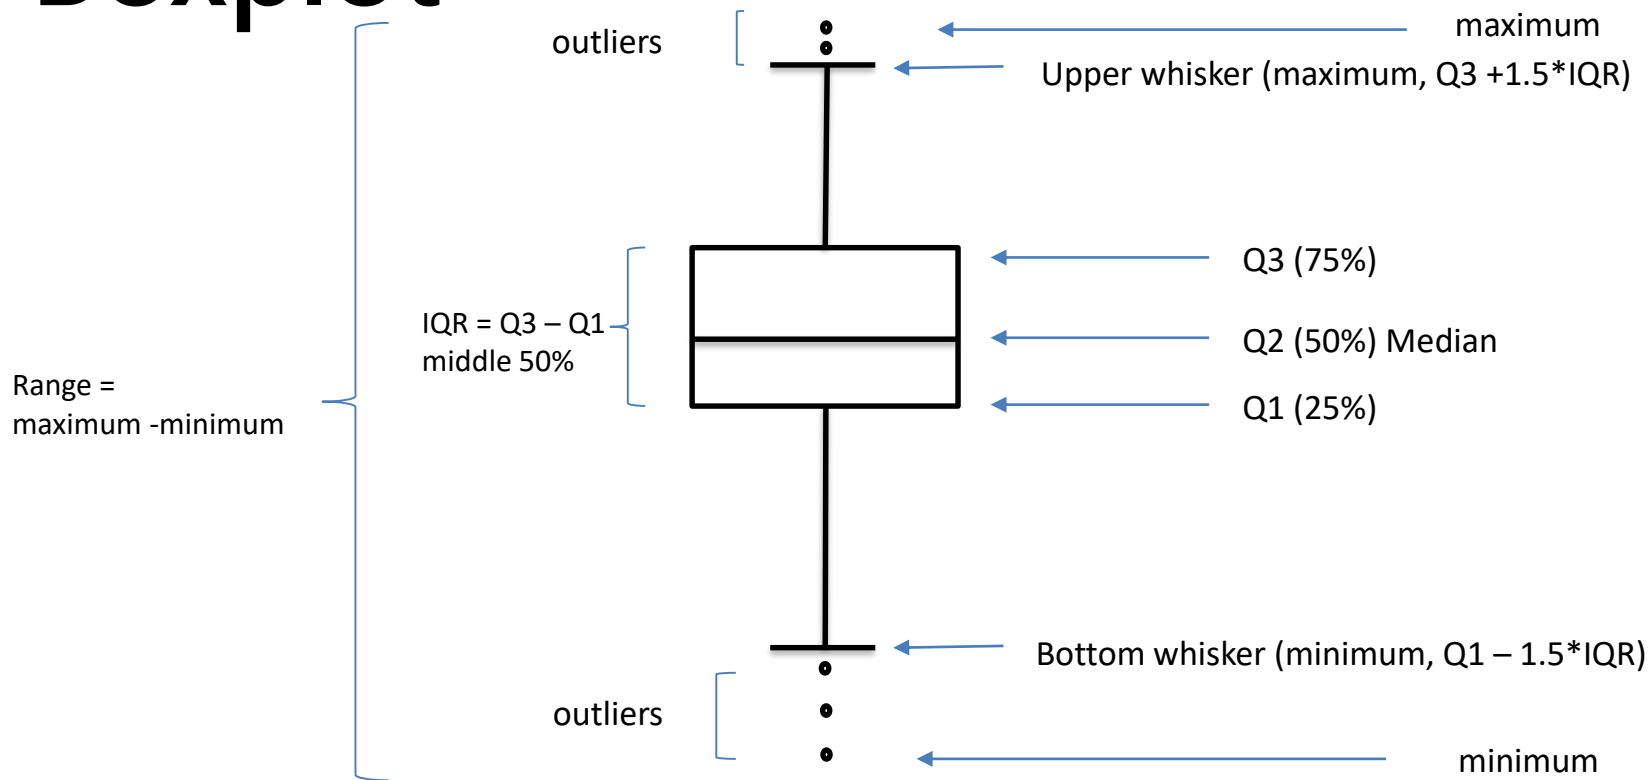 Boxplot
outliers
maximum
Upper whisker (maximum, Q3 +1.5*IQR)
Q3 (75%)
IQR = Q3 – Q1
middle 50%
Q2 (50%) Median
Range =
maximum -minimum
Q1 (25%)
Bottom whisker (minimum, Q1 – 1.5*IQR)
outliers
minimum